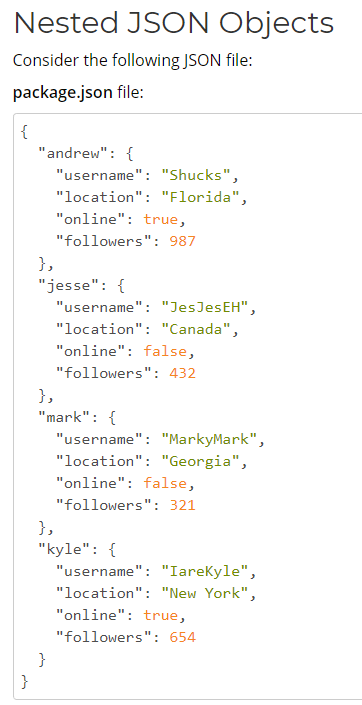 Nested JSON Objects
Consider the following JSON file:
package.json file:
{
  "andrew": {
    "username": "Shucks",
    "location": "Florida",
    "online": true,
    "followers": 987
  },
  "jesse": {
    "username": "JesJesEH",
    "location": "Canada",
    "online": false,
    "followers": 432
  },
  "mark": {
    "username": "MarkyMark",
    "location": "Georgia",
    "online": false,
    "followers": 321
  },
  "kyle": {
    "username": "IareKyle",
    "location": "New York",
    "online": true,
    "followers": 654
  }
}